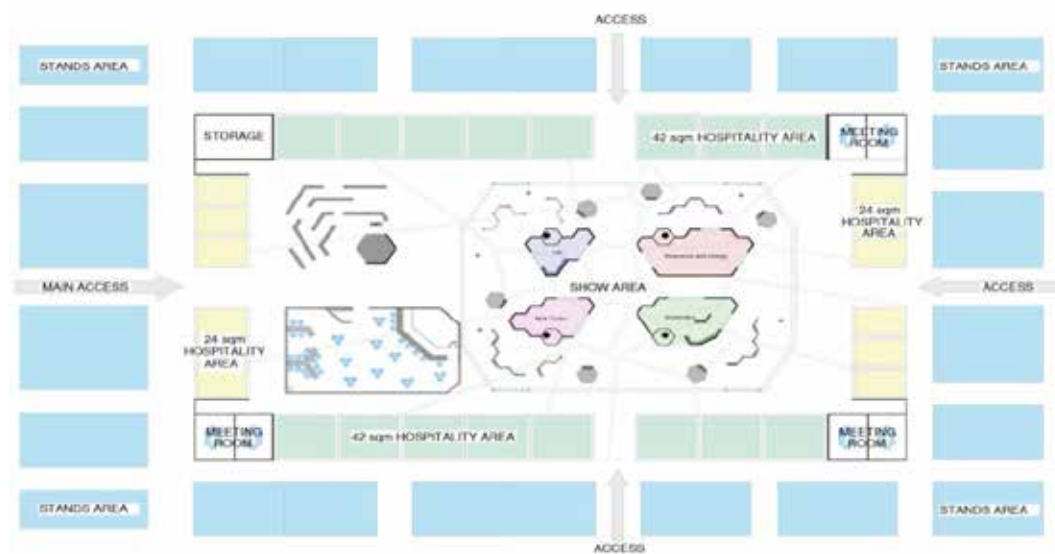 ACCESS
STANDS AREA
STANDS AREA
STORAGE
42 sqm HOSPITALITY AREA
MEETING
ROOM
24 sqm
HOSPITALITY
AREA
MAIN ACCESS
SHOW AREA
ACCESS
24 sqm
HOSPITALITY
AREA
MEETING
ROOM
42 sqm HOSPITALITY AREA
MEETING
ROOM
STANDS AREA
STANDS AREA
ACCESS